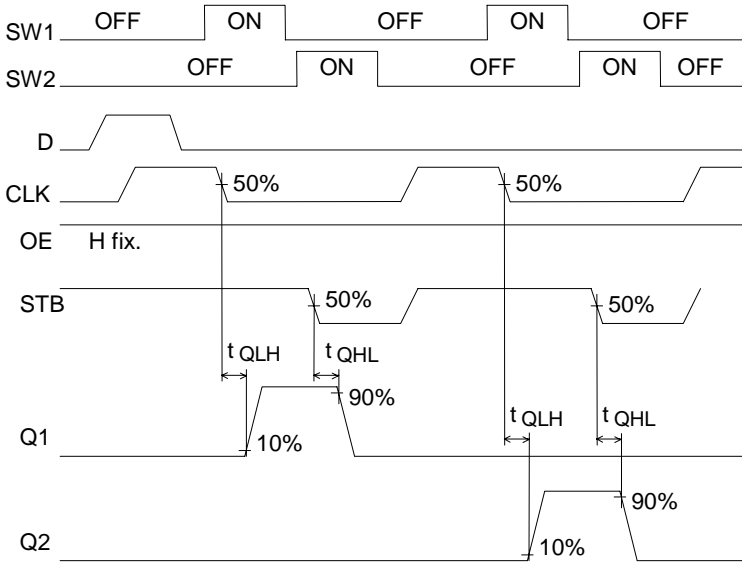 SW1 OFF ON OFF ON OFF
SW2 OFF ON OFF ON OFF
D
CLK 50% 50%
OE H fix.
STB 50% 50%
t QLH t QHL
90%
t QLH t QHL
Q1 10%
90%
Q2 10%